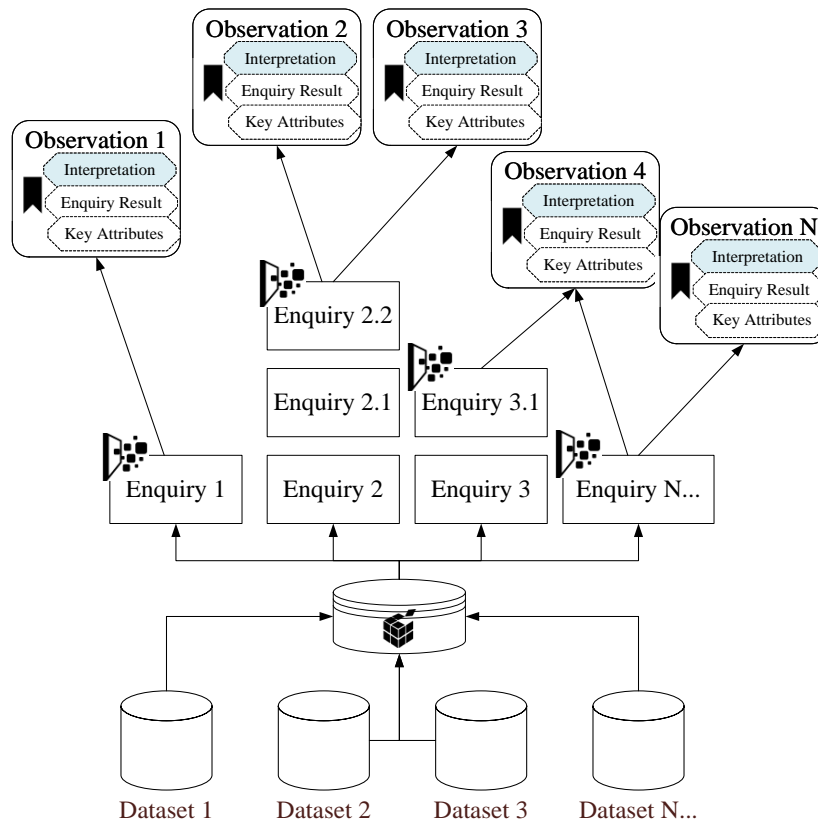 Observation 2
Interpretation
Enquiry Result
Key Attributes
Observation 3
Interpretation
Enquiry Result
Key Attributes
Observation 1
Interpretation
Enquiry Result
Key Attributes
Observation 4
Interpretation
Enquiry Result
Key Attributes
Observation N
Interpretation
Enquiry Result
Key Attributes
Enquiry 2.2
Enquiry 2.1
Enquiry 3.1
Enquiry 1
Enquiry 2
Enquiry 3
Enquiry N...
Dataset 1
Dataset 2
Dataset 3
Dataset N...